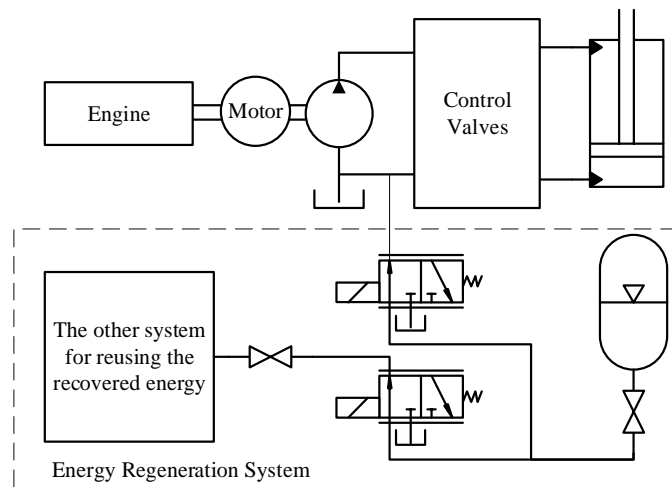 Engine
Motor
Control
Valves
The other system
for reusing the
recovered energy
Energy Regeneration System